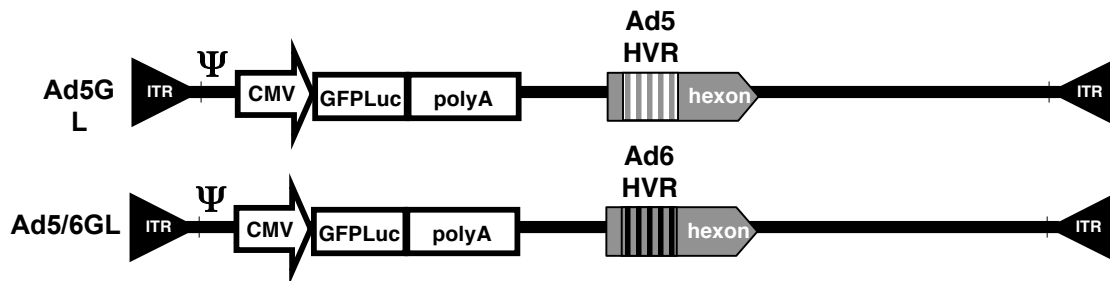 Ad5
HVR
Ad5G
L
ITR Ψ CMV GFPLuc polyA hexon ITR
Ad6
HVR
Ad5/6GL ITR Ψ CMV GFPLuc polyA hexon ITR